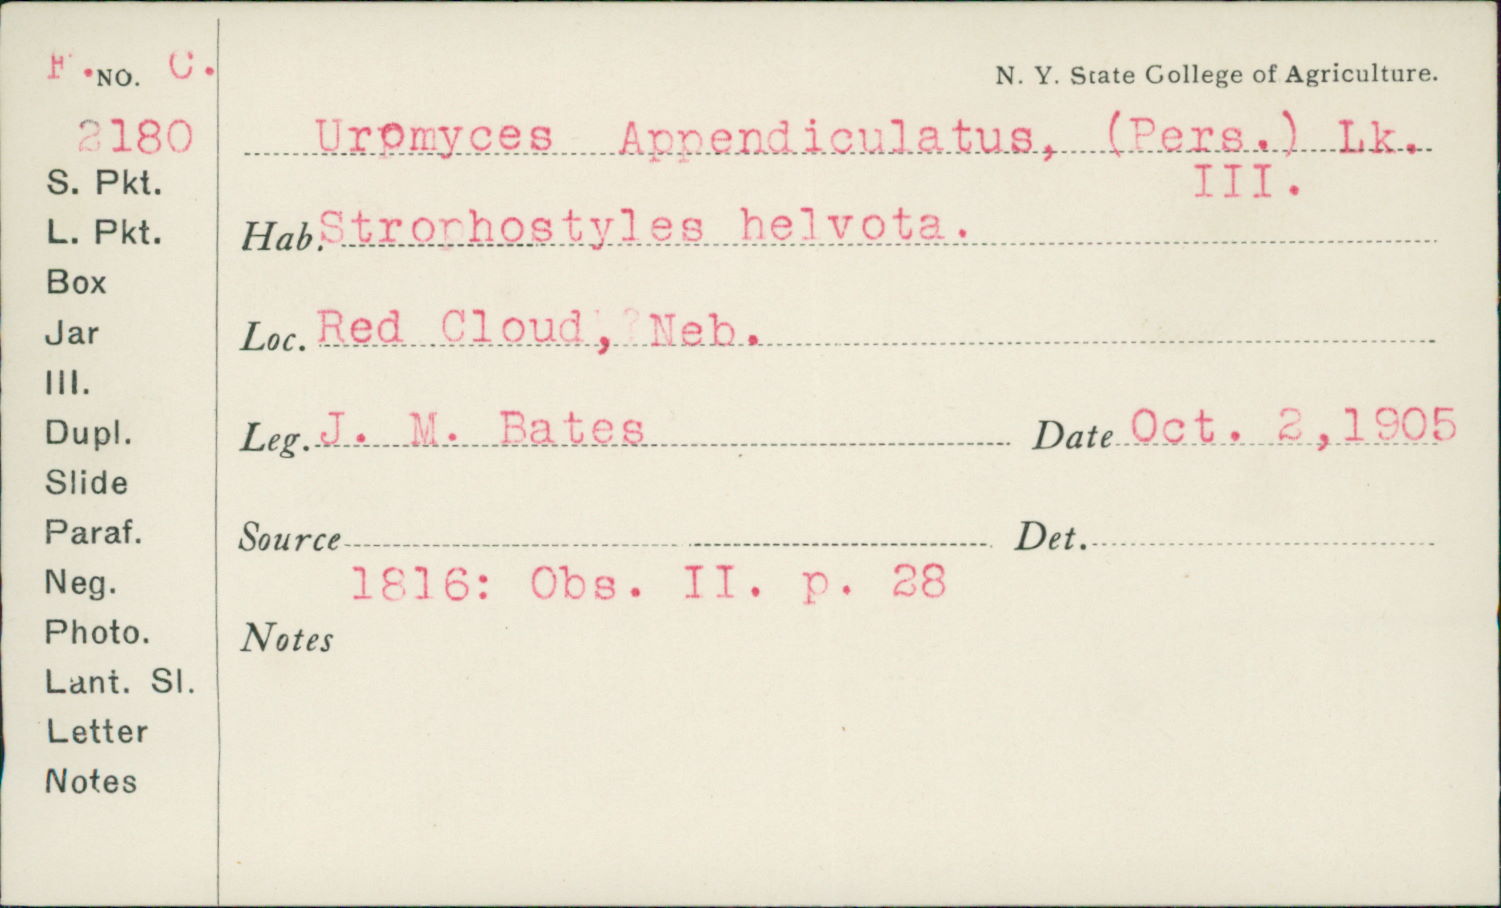 F. NO. C.
N. Y. State College of Agriculture.
2180
Uromyces Appendiculatus, (Pers.) Lk.
III.
S. Pkt.
L. Pkt.
Hab. Strophostyles helvota.
Box
Jar
Loc. Red Cloud, Neb.
Ill.
Dupl.
Leg. J. M. Bates Date Oct. 2,1905
Slide
Paraf.
Source Det.
Neg.
1816: Obs. II. p. 28
Photo.
Notes
Lant. Sl.
Letter
Notes